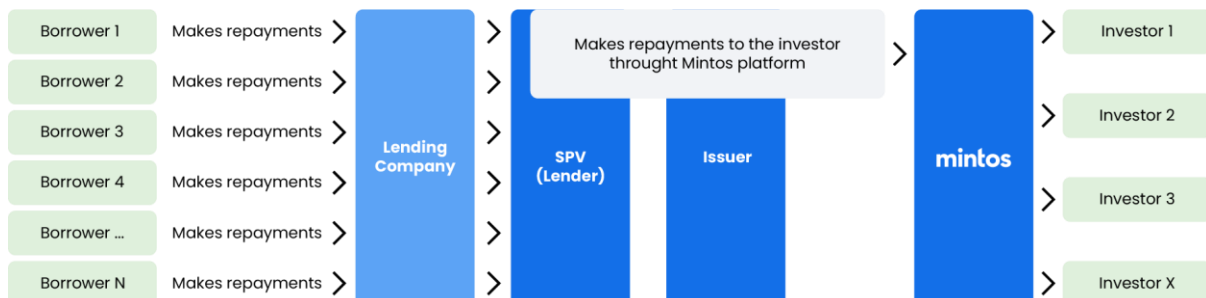 Borrower 1
Makes repayments
Borrower 2
Makes repayments
Borrower 3
Makes repayments
Borrower 4
Makes repayments
Borrower ...
Makes repayments
Borrower N
Makes repayments
Lending
Company
SPV
(Lender)
Issuer
Makes repayments to the investor
throught Mintos platform
mintos
Investor 1
Investor 2
Investor 3
Investor X